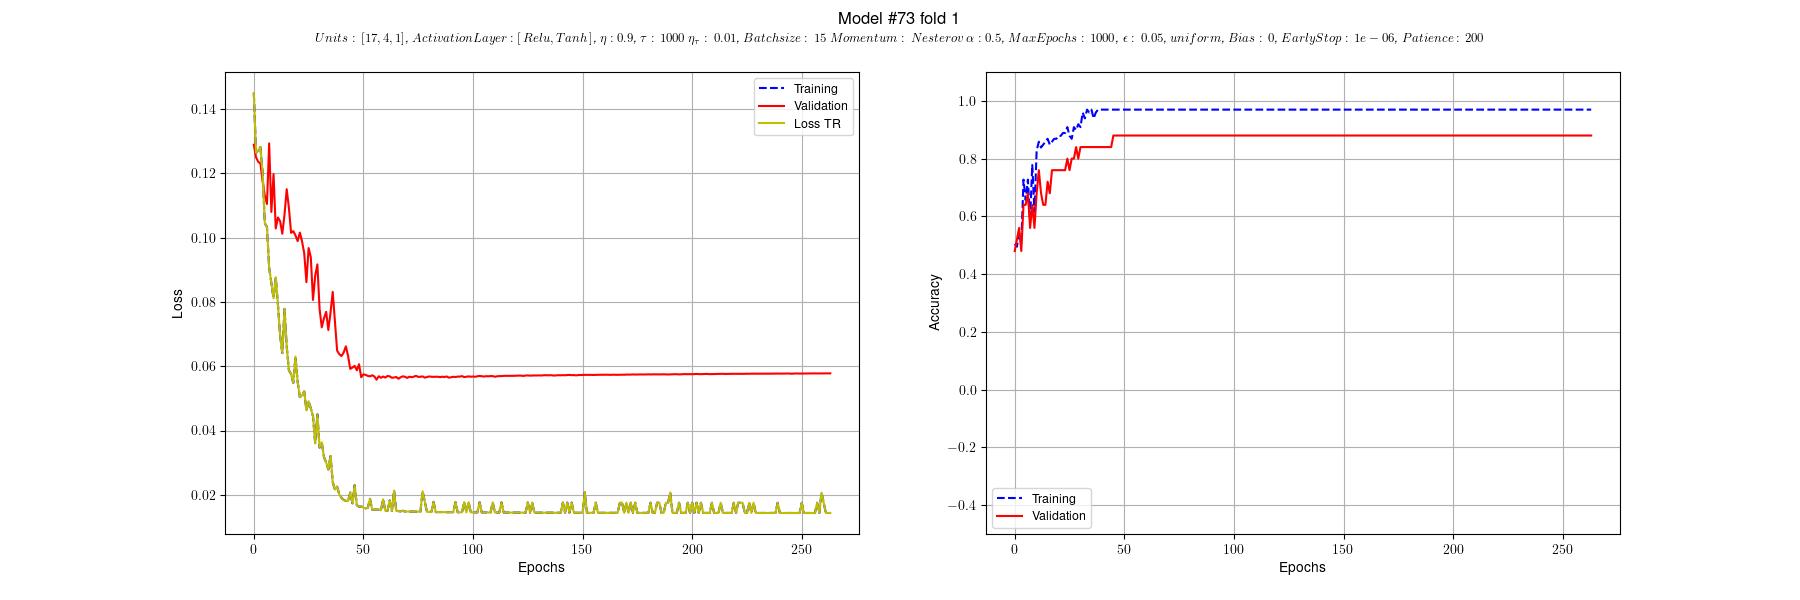 Model #73 fold 1
Units : [17, 4, 1], ActivationLayer : [ Relu, Tanh], η : 0.9, τ : 1000 η_τ : 0.01, Batchsize : 15 Momentum : Nesterov α : 0.5, MaxEpochs : 1000, ϵ : 0.05, uniform, Bias : 0, EarlyStop : 1e − 06, Patience : 200
Loss
0.14
0.12
0.10
0.08
0.06
0.04
0.02
0 50 100 150 200 250
Epochs
Training
Validation
Loss TR
Accuracy
1.0
0.8
0.6
0.4
0.2
0.0
−0.2
−0.4
0 50 100 150 200 250
Epochs
Training
Validation